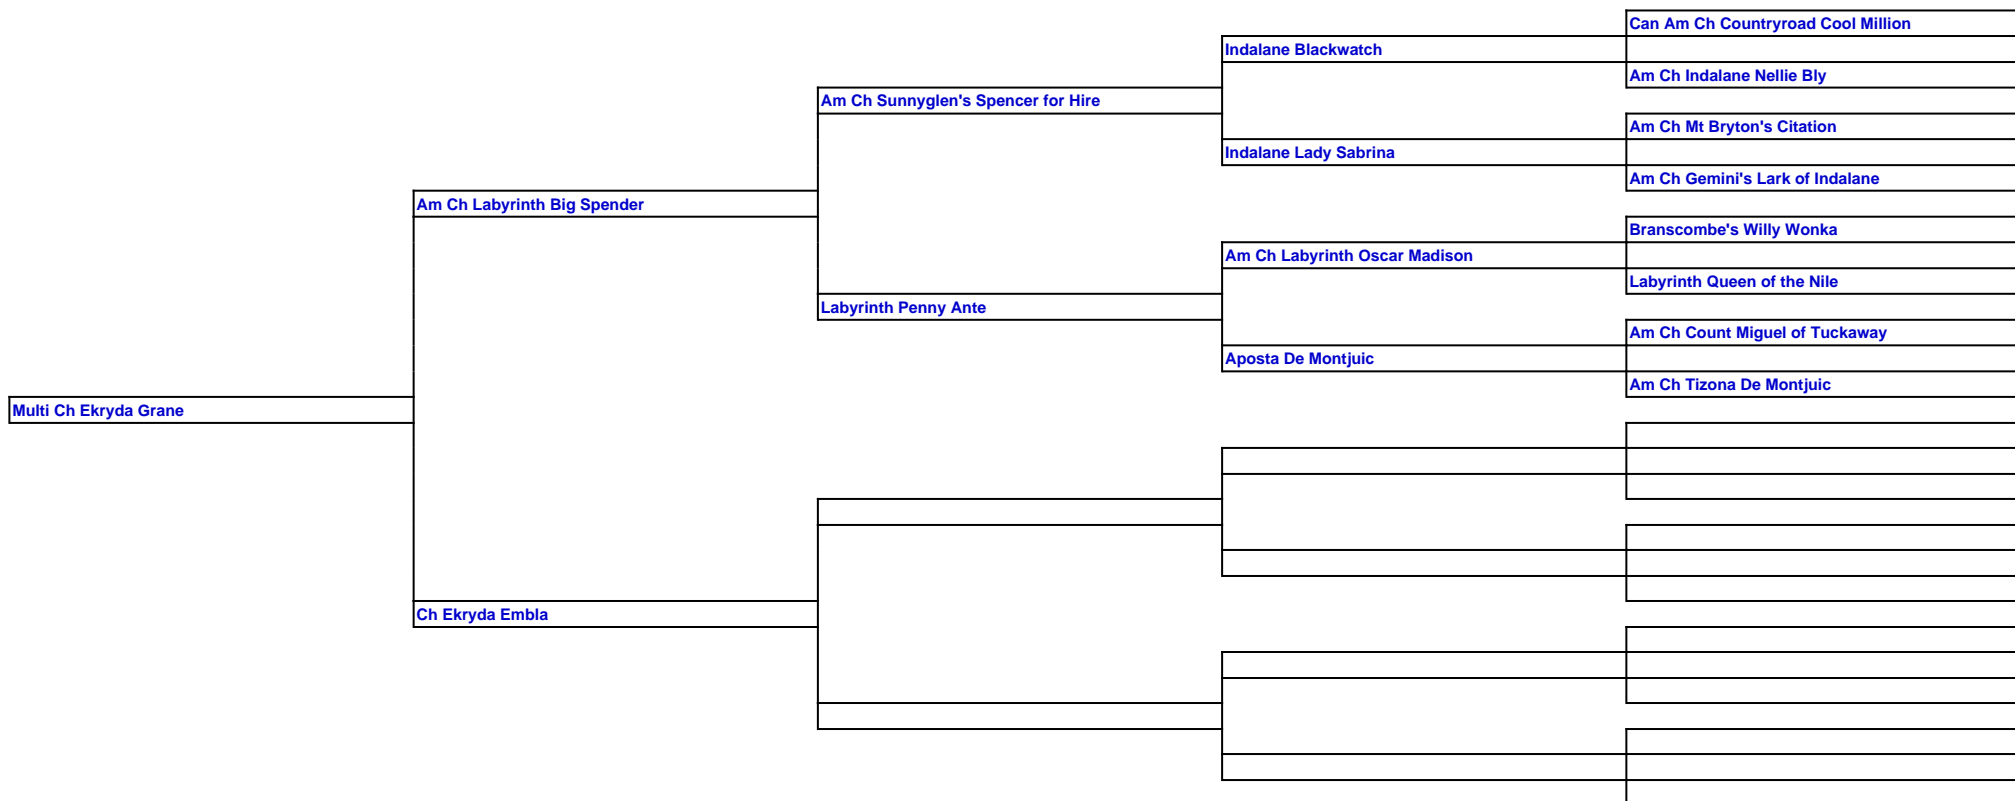 Can Am Ch Countryroad Cool Million
Indalane Blackwatch
Am Ch Indalane Nellie Bly
Am Ch Sunnyglen's Spencer for Hire
Am Ch Mt Bryton's Citation
Indalane Lady Sabrina
Am Ch Gemini's Lark of Indalane
Am Ch Labyrinth Big Spender
Branscombe's Willy Wonka
Am Ch Labyrinth Oscar Madison
Labyrinth Queen of the Nile
Labyrinth Penny Ante
Am Ch Count Miguel of Tuckaway
Aposta De Montjuic
Am Ch Tizona De Montjuic
Multi Ch Ekryda Grane
Ch Ekryda Embla